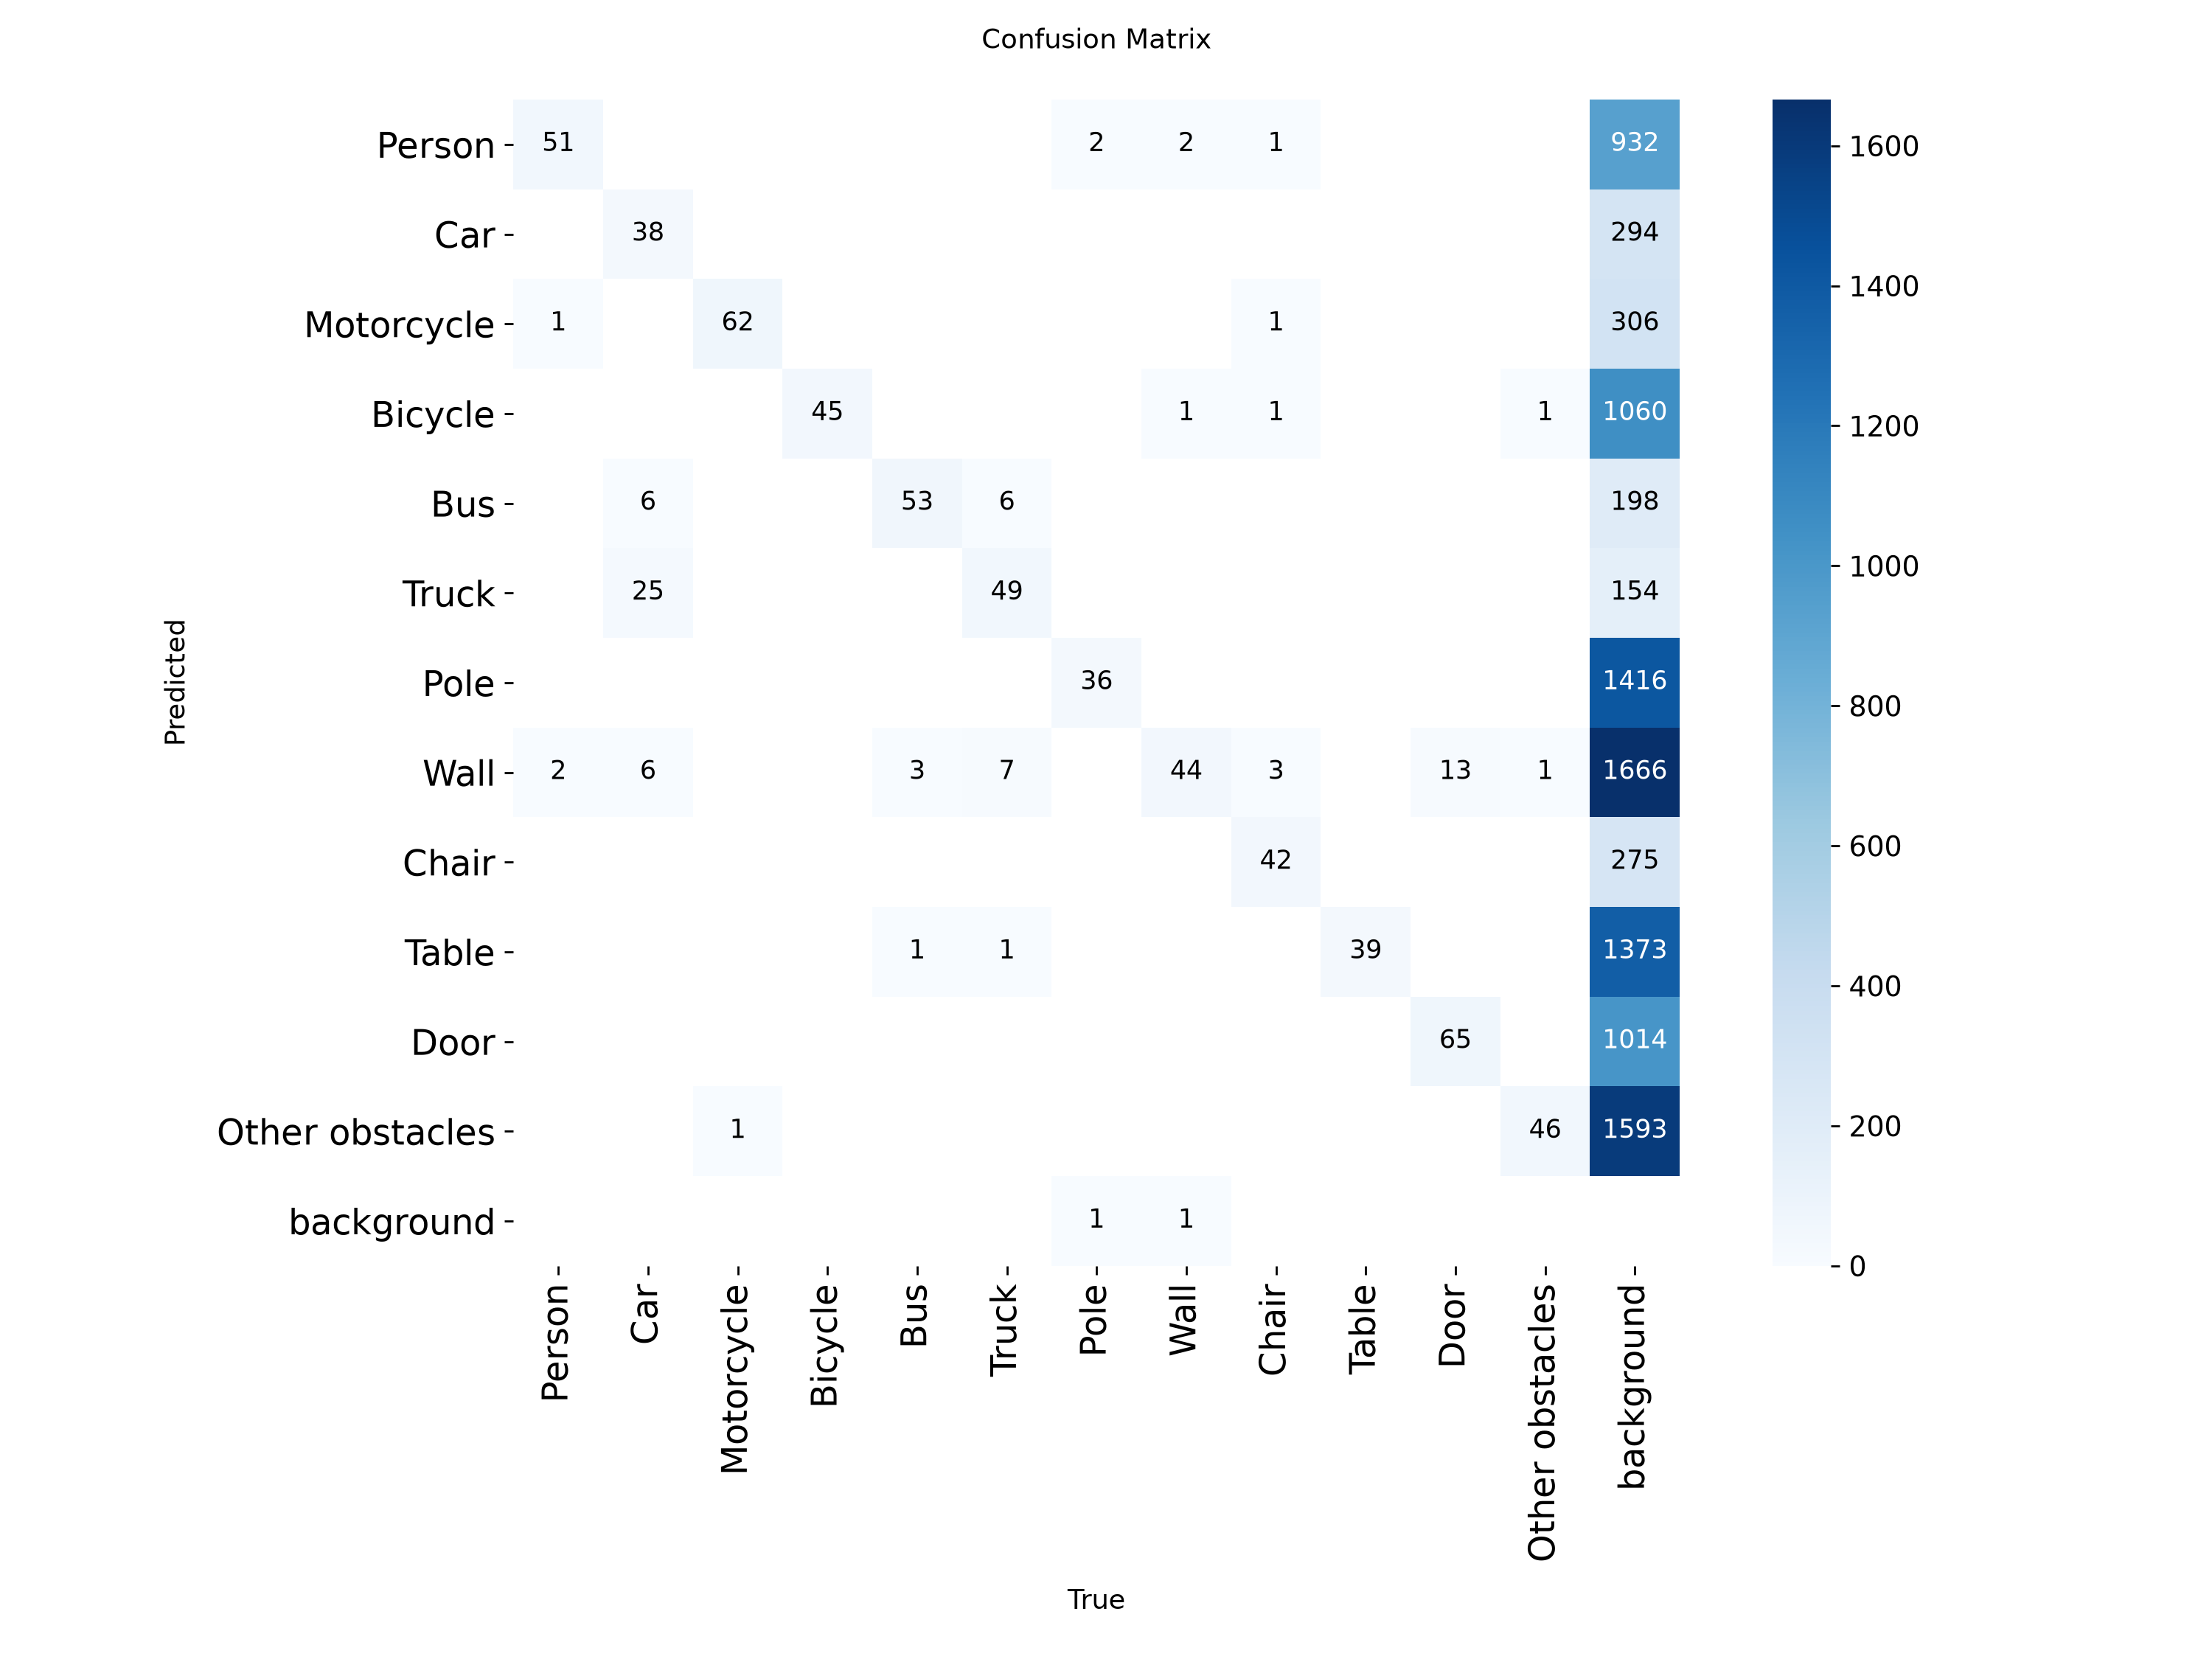 Confusion Matrix
Person 51 2 2 1 932
Car 38 294
Motorcycle 1 62 1 306
Bicycle 45 1 1 1 1060
Bus 6 53 6 198
Truck 25 49 154
Pole 36 1416
Wall 2 6 3 7 44 3 13 1 1666
Chair 42 275
Table 1 1 39 1373
Door 65 1014
Other obstacles 1 46 1593
background 1 1
Predicted
Person
Car
Motorcycle
Bicycle
Bus
Truck
Pole
Wall
Chair
Table
Door
Other obstacles
background
True
1600
1400
1200
1000
800
600
400
200
0